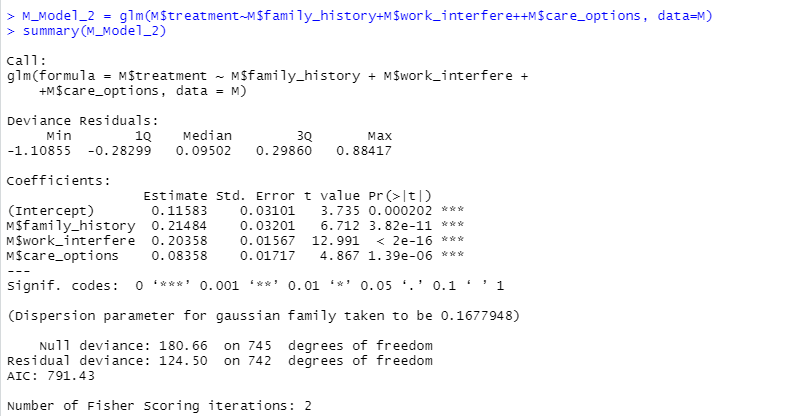 > M_Model_2 = glm(M$treatment~M$family_history+M$work_interfere++M$care_options, data=M)
> summary(M_Model_2)
Call:
glm(formula = M$treatment ~ M$family_history + M$work_interfere +
    +M$care_options, data = M)
Deviance Residuals:
     Min        1Q    Median        3Q       Max
-1.10855  -0.28299   0.09502   0.29860   0.88417
Coefficients:
                 Estimate Std. Error t value Pr(>|t|)
(Intercept)       0.11583    0.03101   3.735 0.000202 ***
M$family_history  0.21484    0.03201   6.712 3.82e-11 ***
M$work_interfere  0.20358    0.01567  12.991  < 2e-16 ***
M$care_options    0.08358    0.01717   4.867 1.39e-06 ***
---
Signif. codes:  0 ‘***’ 0.001 ‘**’ 0.01 ‘*’ 0.05 ‘.’ 0.1 ‘ ’ 1
(Dispersion parameter for gaussian family taken to be 0.1677948)
    Null deviance: 180.66  on 745  degrees of freedom
Residual deviance: 124.50  on 742  degrees of freedom
AIC: 791.43
Number of Fisher Scoring iterations: 2